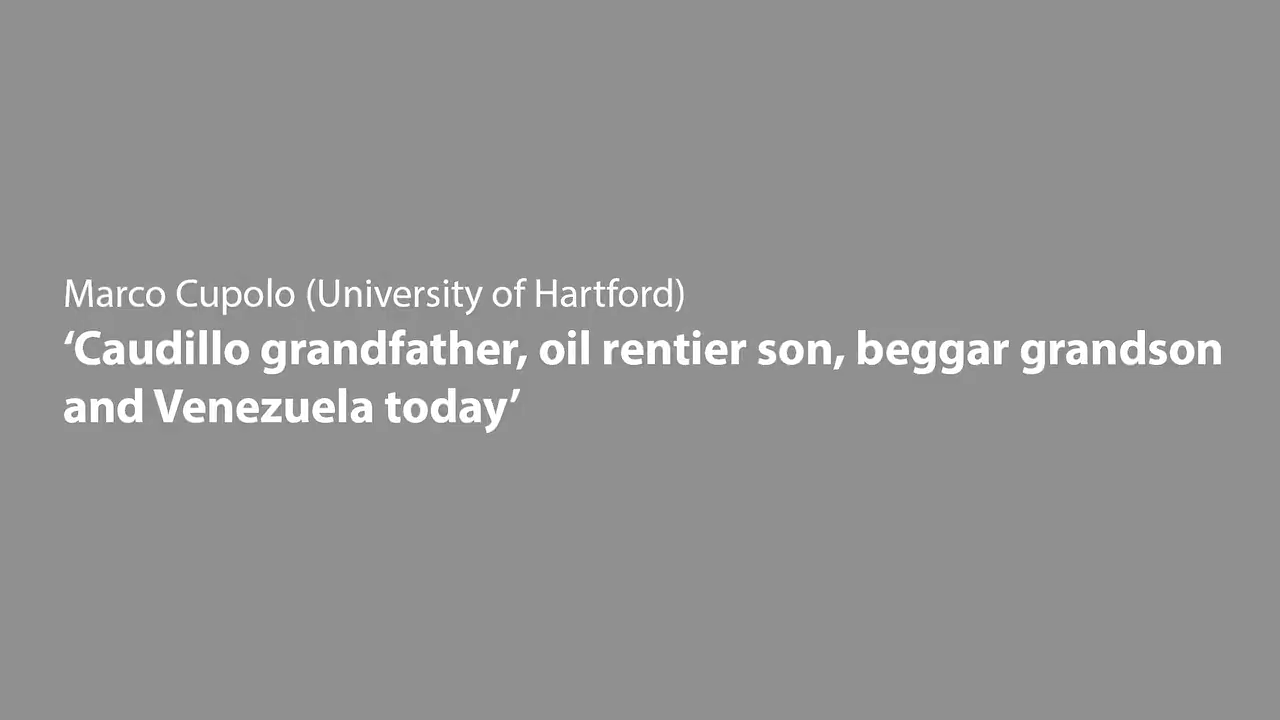 Marco Cupolo (University of Hartford)
‘Caudillo grandfather, oil rentier son, beggar grandson
and Venezuela today’